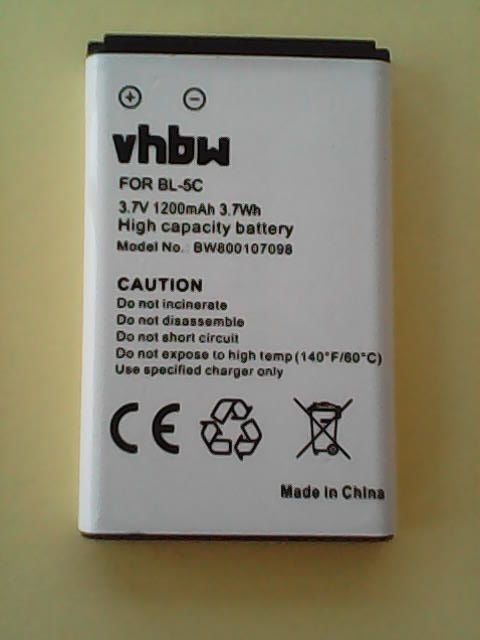 vhbw
FOR BL-5C
3.7V 1200mAh 3.7Wh
High capacity battery
Model No. BW800107098
CAUTION
Do not incinerate
Do not disassemble
Do not short circuit
Do not expose to high temp (140°F/60°C)
Use specified charger only
CE
Made in China